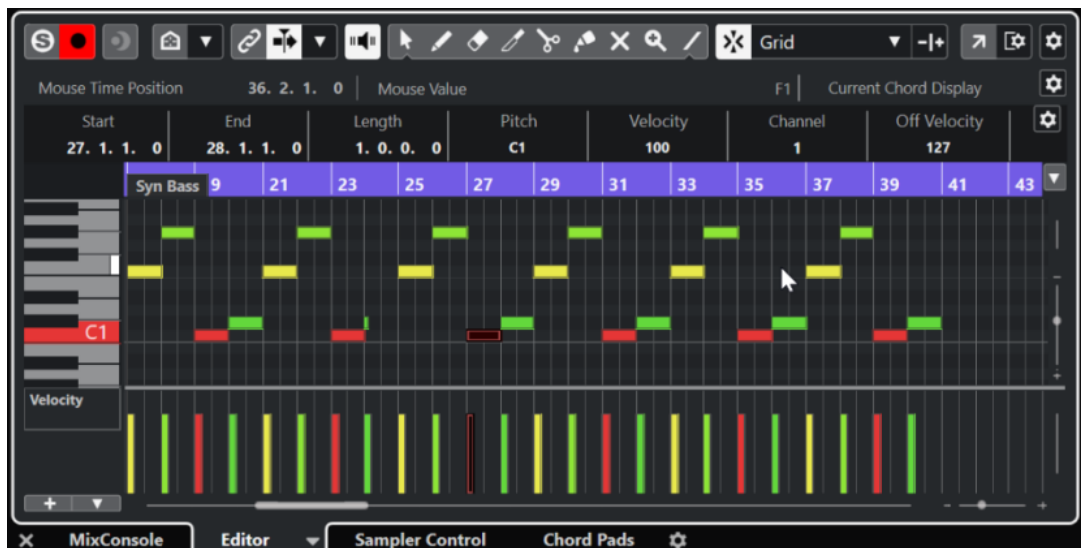 S Grid
Mouse Time Position 36. 2. 1. 0 Mouse Value F1 Current Chord Display
Start End Length Pitch Velocity Channel Off Velocity
27. 1. 1. 0 28. 1. 1. 0 1. 0. 0. 0 C1 100 1 127
Syn Bass 9 21 23 25 27 29 31 33 35 37 39 41 43
C1
Velocity
MixConsole Editor Sampler Control Chord Pads